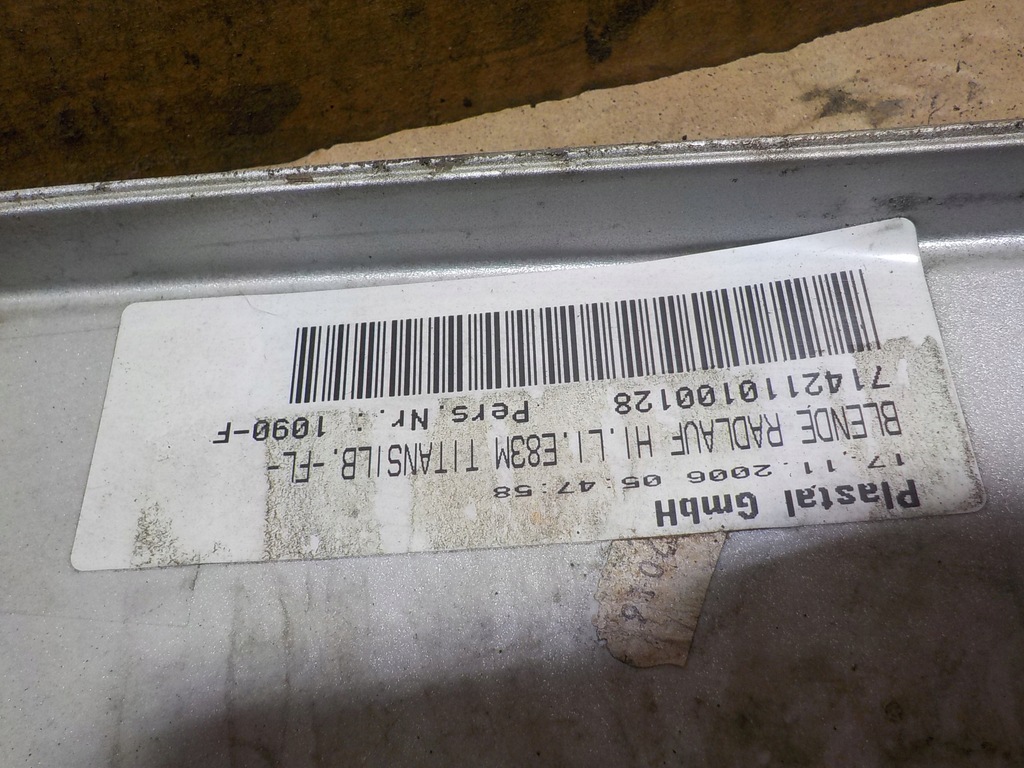 Plastal GmbH
17.11.2006 05:47:58
BLENDE RADLAUF HI.LI.E83M TITANSILB.-FL-
7142110100128 Pers.Nr.: 1090-F